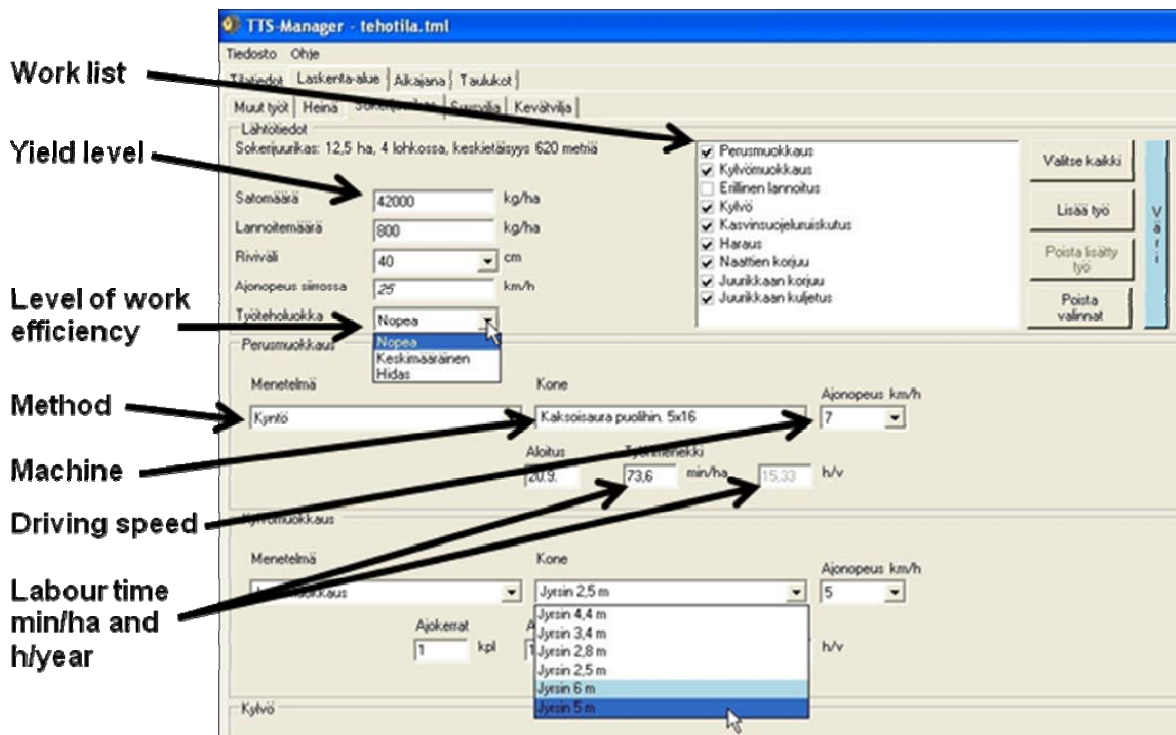 TTS-Manager - tehotila.tml
Tiedosto Ohje
Work list
Tilatiedot Laskenta-alue Aikajana Taulukot
Muut työt Heinä Syysvilja Kevätvilja
Lähtötiedot
Yield level
Sokerijuurikas: 12,5 ha, 4 lohkossa, keskietäisyys 620 metriä
Satomäärä 42000 kg/ha
Lannoitemäärä 800 kg/ha
Riviväli 40 cm
Ajonopeus siirrossa 25 km/h
Työteholuokka Nopea
Nopea
Keskimääräinen
Hidas
Perusmuokkaus
Kylvömuokkaus
Erillinen lannoitus
Kylvö
Kasvinsuojeluruiskutus
Haraus
Naattien korjuu
Juurikkaan korjuu
Juurikkaan kuljetus
Valitse kaikki
Lisää työ
Poista lisätty
työ
Poista
valinnat
Väri
Level of work
efficiency
Perusmuokkaus
Menetelmä Kone Ajonopeus km/h
Method
Kyntö Kaksoisaura puolihin. 5x16 7
Machine
Aloitus Työnmenekki
20.9. 73,6 min/ha 15,33 h/v
Driving speed
Kylvömuokkaus
Menetelmä Kone Ajonopeus km/h
Labour time
min/ha and
h/year
Jyrsin 2,5 m 5
Ajokerrat
1 kpl h/v
Jyrsin 4,4 m
Jyrsin 3,4 m
Jyrsin 2,8 m
Jyrsin 2,5 m
Jyrsin 6 m
Jyrsin 5 m
Kylvö